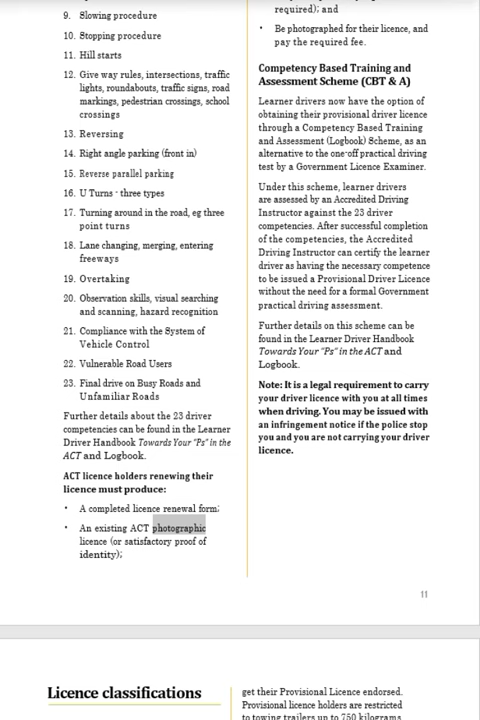 9. Slowing procedure
10. Stopping procedure
11. Hill starts
12. Give way rules, intersections, traffic
lights, roundabouts, traffic signs, road
markings, pedestrian crossings, school
crossings
13. Reversing
14. Right angle parking (front in)
15. Reverse parallel parking
16. U Turns - three types
17. Turning around in the road, eg three
point turns
18. Lane changing, merging, entering
freeways
19. Overtaking
20. Observation skills, visual searching
and scanning, hazard recognition
21. Compliance with the System of
Vehicle Control
22. Vulnerable Road Users
23. Final drive on Busy Roads and
Unfamiliar Roads
Further details about the 23 driver
competencies can be found in the Learner
Driver Handbook Towards Your "Ps" in the
ACT and Logbook.
ACT licence holders renewing their
licence must produce:
• A completed licence renewal form;
• An existing ACT photographic
licence (or satisfactory proof of
identity);
required); and
• Be photographed for their licence, and
pay the required fee.
Competency Based Training and
Assessment Scheme (CBT & A)
Learner drivers now have the option of
obtaining their provisional driver licence
through a Competency Based Training
and Assessment (Logbook) Scheme, as an
alternative to the one-off practical driving
test by a Government Licence Examiner.
Under this scheme, learner drivers
are assessed by an Accredited Driving
Instructor against the 23 driver
competencies. After successful completion
of the competencies, the Accredited
Driving Instructor can certify the learner
driver as having the necessary competence
to be issued a Provisional Driver Licence
without the need for a formal Government
practical driving assessment.
Further details on this scheme can be
found in the Learner Driver Handbook
Towards Your "Ps" in the ACT and
Logbook.
Note: It is a legal requirement to carry
your driver licence with you at all times
when driving. You may be issued with
an infringement notice if the police stop
you and you are not carrying your driver
licence.
11
Licence classifications
get their Provisional Licence endorsed.
Provisional licence holders are restricted
to towing trailers up to 750 kilograms